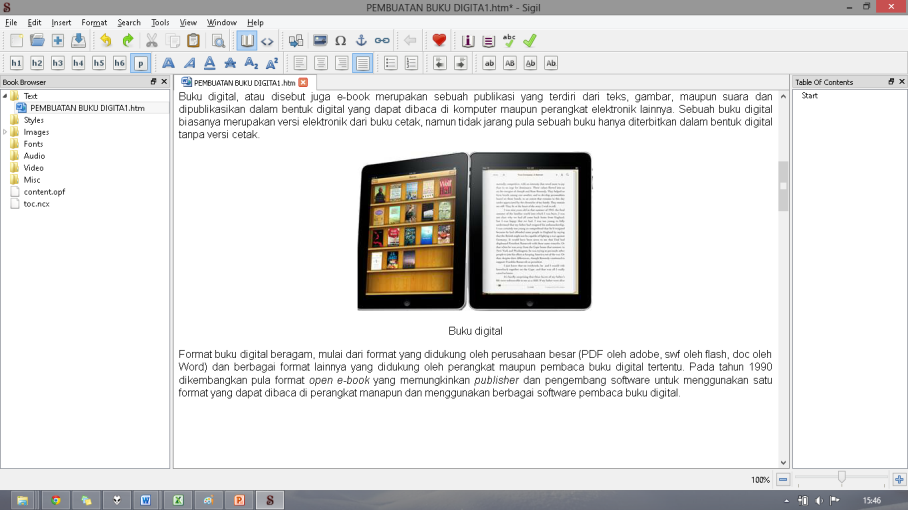 PEMBUATAN BUKU DIGITA1.htm* - Sigil
File Edit Insert Format Search Tools View Window Help
h1 h2 h3 h4 h5 h6 p
Book Browser
Text
PEMBUATAN BUKU DIGITA1.htm
Styles
Images
Fonts
Audio
Video
Misc
content.opf
toc.ncx
PEMBUATAN BUKU DIGITA1.htm
Buku digital, atau disebut juga e-book merupakan sebuah publikasi yang terdiri dari teks, gambar, maupun suara dan
dipublikasikan dalam bentuk digital yang dapat dibaca di komputer maupun perangkat elektronik lainnya. Sebuah buku digital
biasanya merupakan versi elektronik dari buku cetak, namun tidak jarang pula sebuah buku hanya diterbitkan dalam bentuk digital
tanpa versi cetak.
Buku digital
Format buku digital beragam, mulai dari format yang didukung oleh perusahaan besar (PDF oleh adobe, swf oleh flash, doc oleh
Word) dan berbagai format lainnya yang didukung oleh perangkat maupun pembaca buku digital tertentu. Pada tahun 1990
dikembangkan pula format open e-book yang memungkinkan publisher dan pengembang software untuk menggunakan satu
format yang dapat dibaca di perangkat manapun dan menggunakan berbagai software pembaca buku digital.
Table Of Contents
Start
100%
15:46